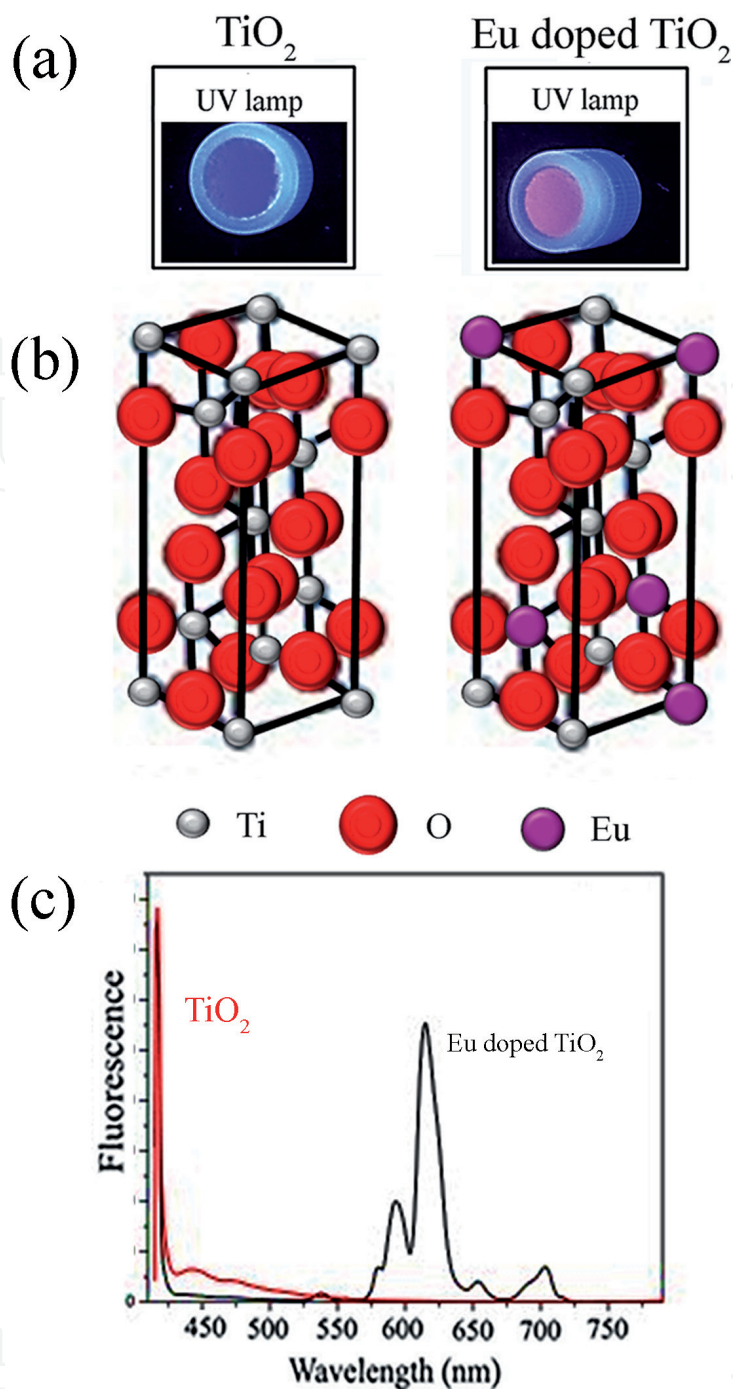 (a)
TiO₂
Eu doped TiO₂
UV lamp
UV lamp
(b)
Ti
O
Eu
(c)
Fluorescence
TiO₂
Eu doped TiO₂
0
450 500 550 600 650 700 750
Wavelength (nm)